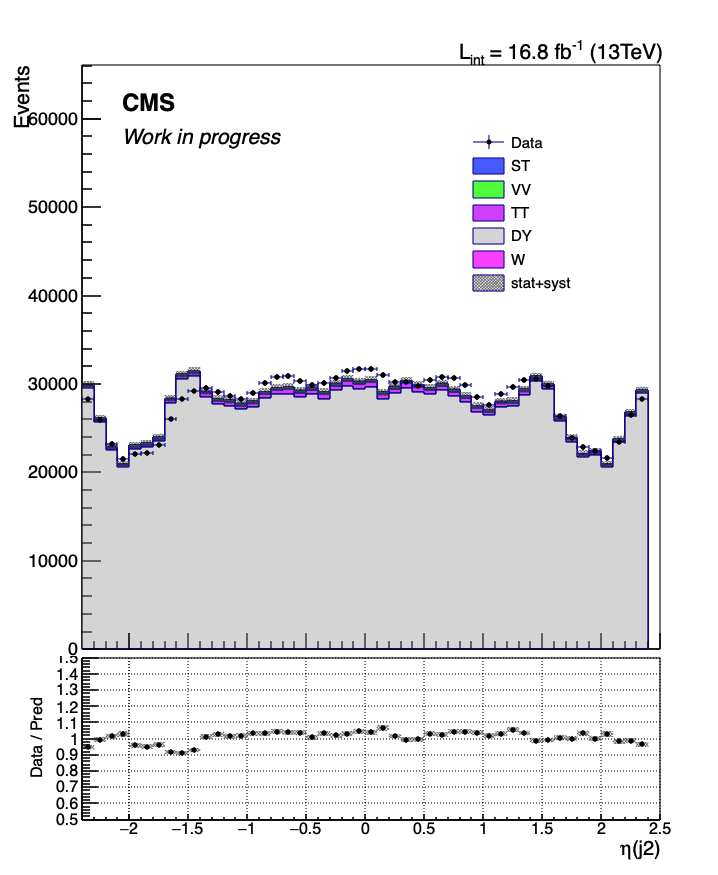 L_int = 16.8 fb^-1 (13TeV)
Events
CMS
Work in progress
Data
ST
VV
TT
DY
W
stat+syst
60000
50000
40000
30000
20000
10000
0
Data / Pred
1.5
1.4
1.3
1.2
1.1
1
0.9
0.8
0.7
0.6
0.5
−2 −1.5 −1 −0.5 0 0.5 1 1.5 2 2.5
η(j2)